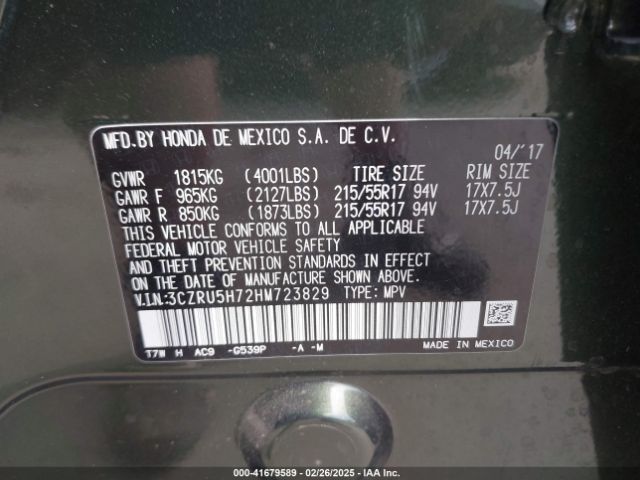 MFD.BY HONDA DE MEXICO S.A. DE C.V.
04/'17
GVWR 1815KG (4001LBS) TIRE SIZE RIM SIZE
GAWR F 965KG (2127LBS) 215/55R17 94V 17X7.5J
GAWR R 850KG (1873LBS) 215/55R17 94V 17X7.5J
THIS VEHICLE CONFORMS TO ALL APPLICABLE
FEDERAL MOTOR VEHICLE SAFETY
AND THEFT PREVENTION STANDARDS IN EFFECT
ON THE DATE OF MANUFACTURE SHOWN ABOVE.
V.I.N.:3CZRU5H72HM723829 TYPE: MPV
T7W H AC9 -G539P -A -M MADE IN MEXICO
000-41679589 - 02/26/2025 - IAA Inc.